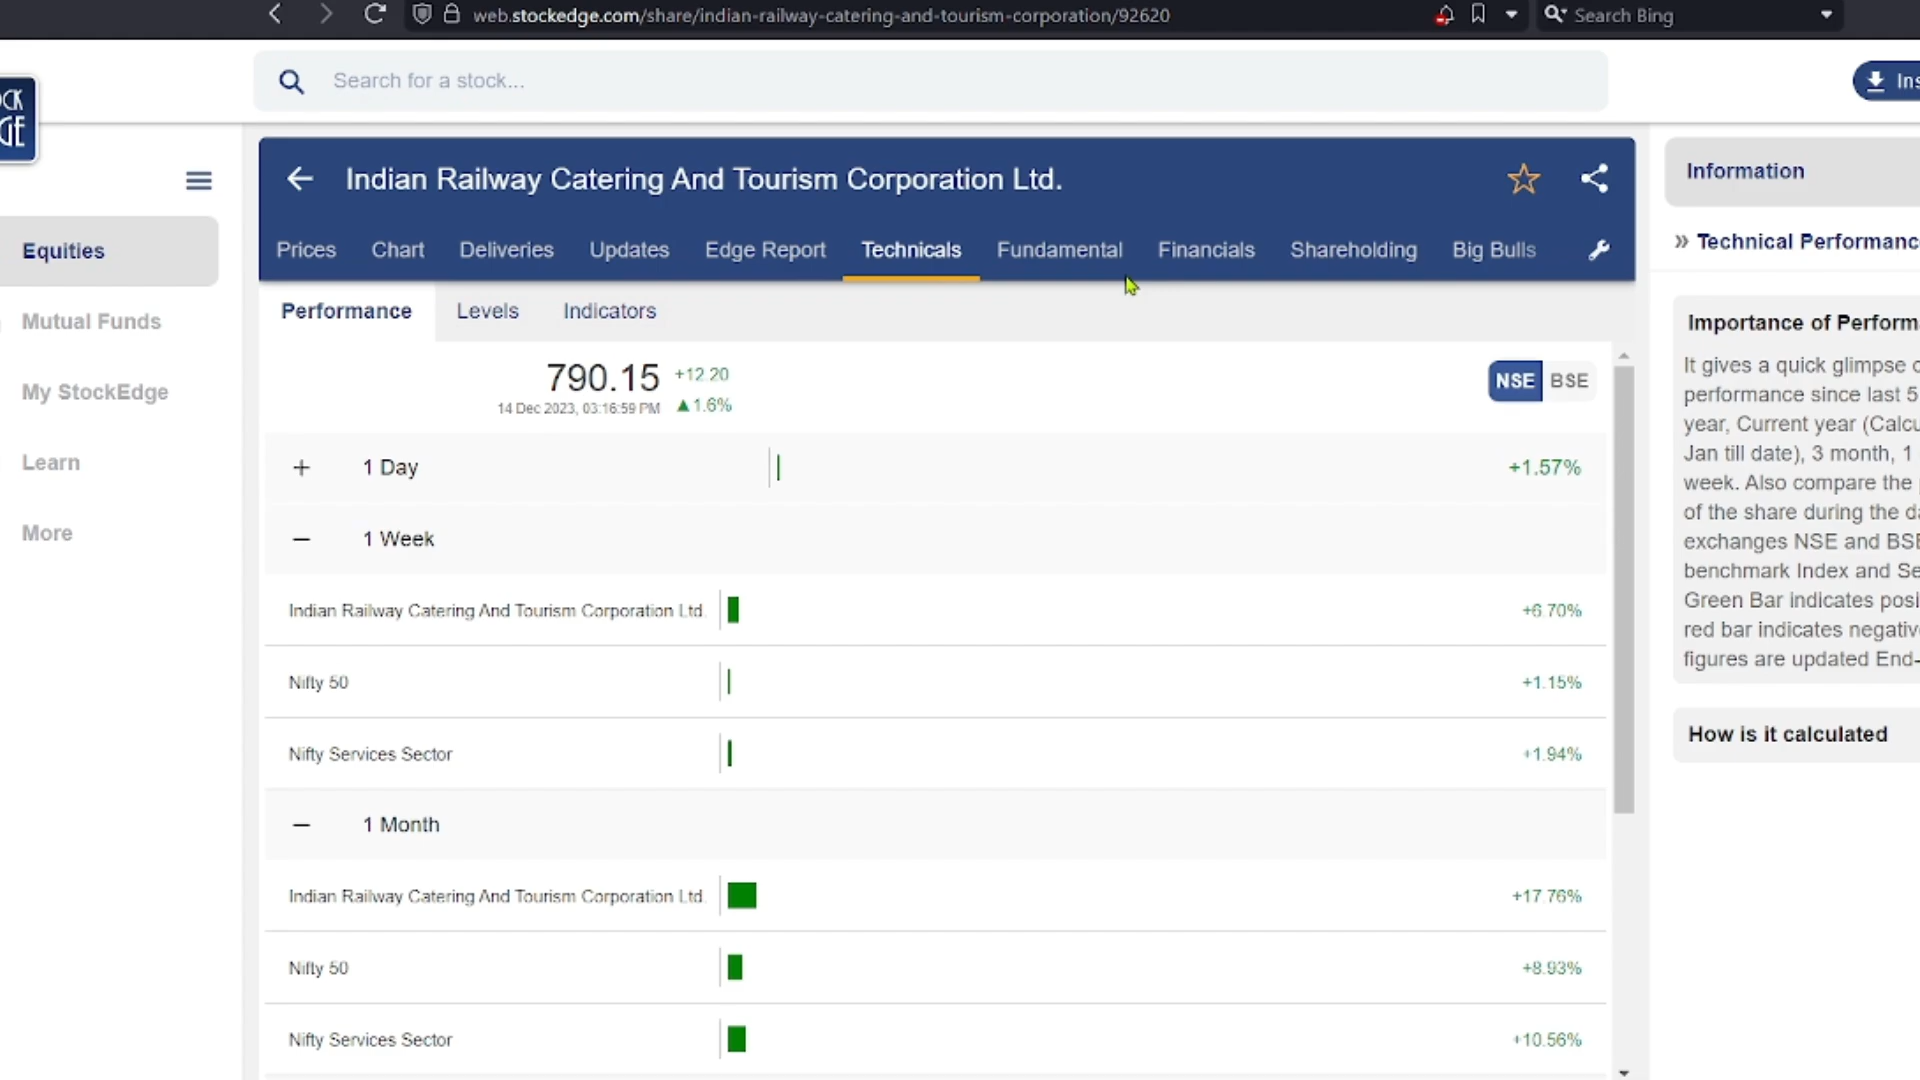 web.stockedge.com/share/indian-railway-catering-and-tourism-corporation/92620
Search Bing
Search for a stock...
Ins
OCK
GE
Indian Railway Catering And Tourism Corporation Ltd.
Prices Chart Deliveries Updates Edge Report Technicals Fundamental Financials Shareholding Big Bulls
Performance Levels Indicators
Equities
Mutual Funds
My StockEdge
Learn
More
790.15 +12.20
14 Dec 2023, 03:16:59 PM ▲1.6%
NSE BSE
+ 1 Day +1.57%
− 1 Week
Indian Railway Catering And Tourism Corporation Ltd. +6.70%
Nifty 50 +1.15%
Nifty Services Sector +1.94%
− 1 Month
Indian Railway Catering And Tourism Corporation Ltd. +17.76%
Nifty 50 +8.93%
Nifty Services Sector +10.56%
Information
» Technical Performanc
Importance of Perform
It gives a quick glimpse
performance since last 5
year, Current year (Calcu
Jan till date), 3 month, 1
week. Also compare the
of the share during the da
exchanges NSE and BSE
benchmark Index and Se
Green Bar indicates posi
red bar indicates negativ
figures are updated End-
How is it calculated